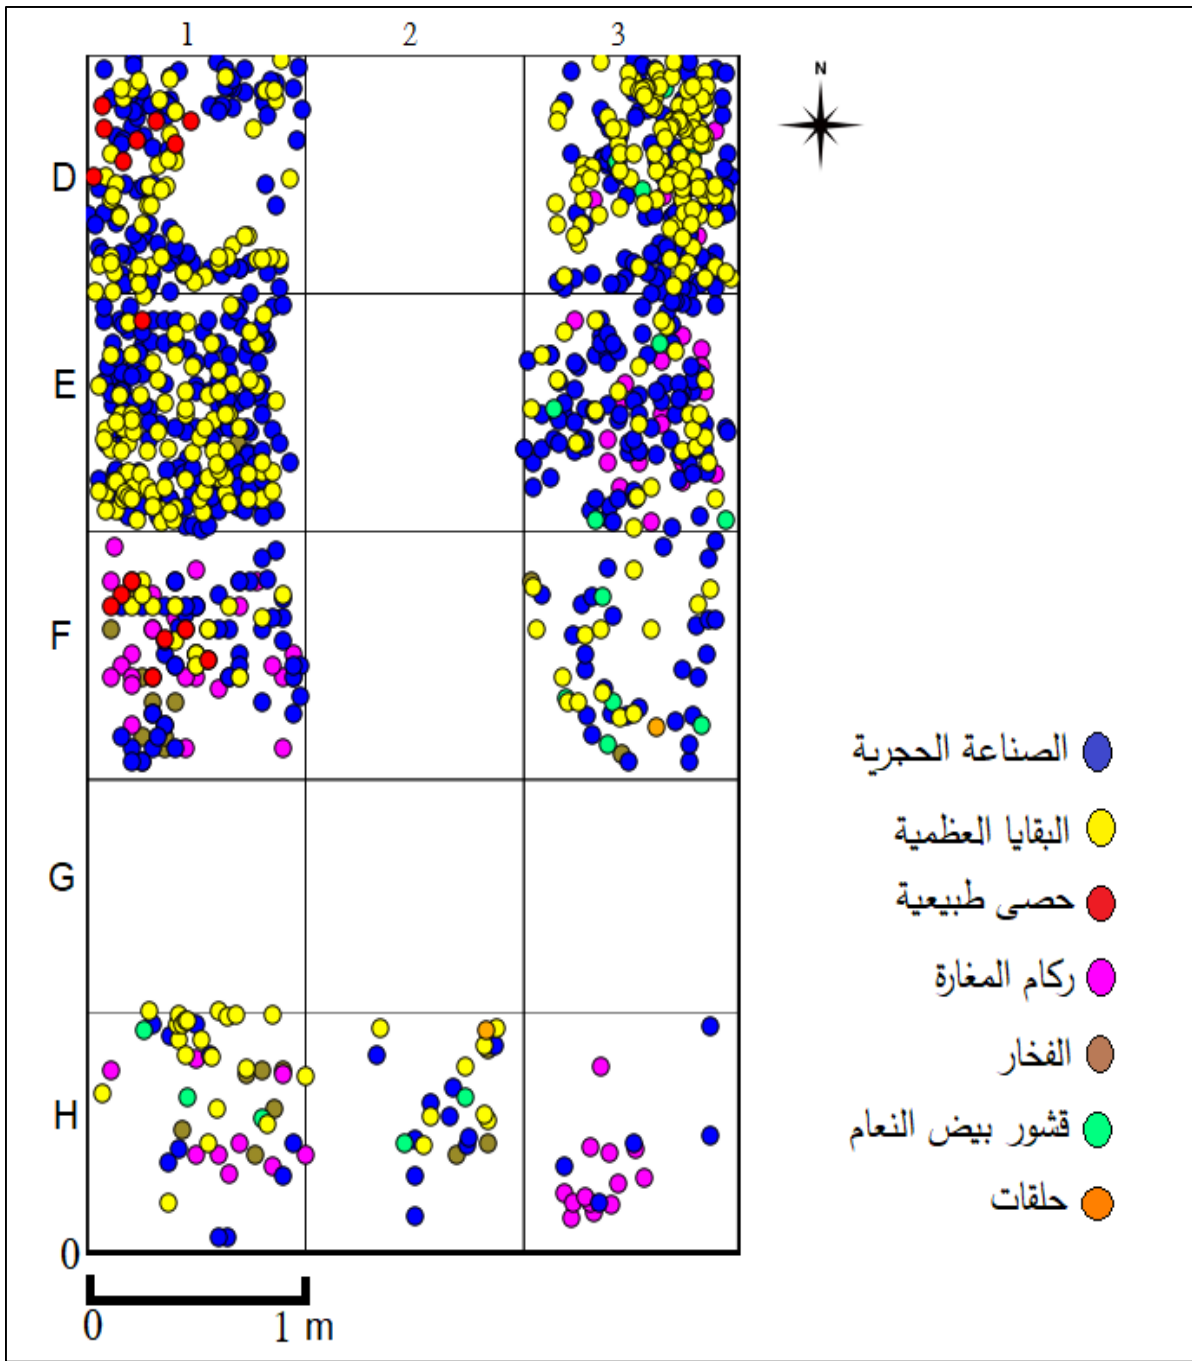 1 2 3
N
D
E
F
G
H
0
0 1 m
الصناعة الحجرية
البقايا العظمية
حصى طبيعية
ركام المغارة
الفخار
قشور بيض النعام
حلقات